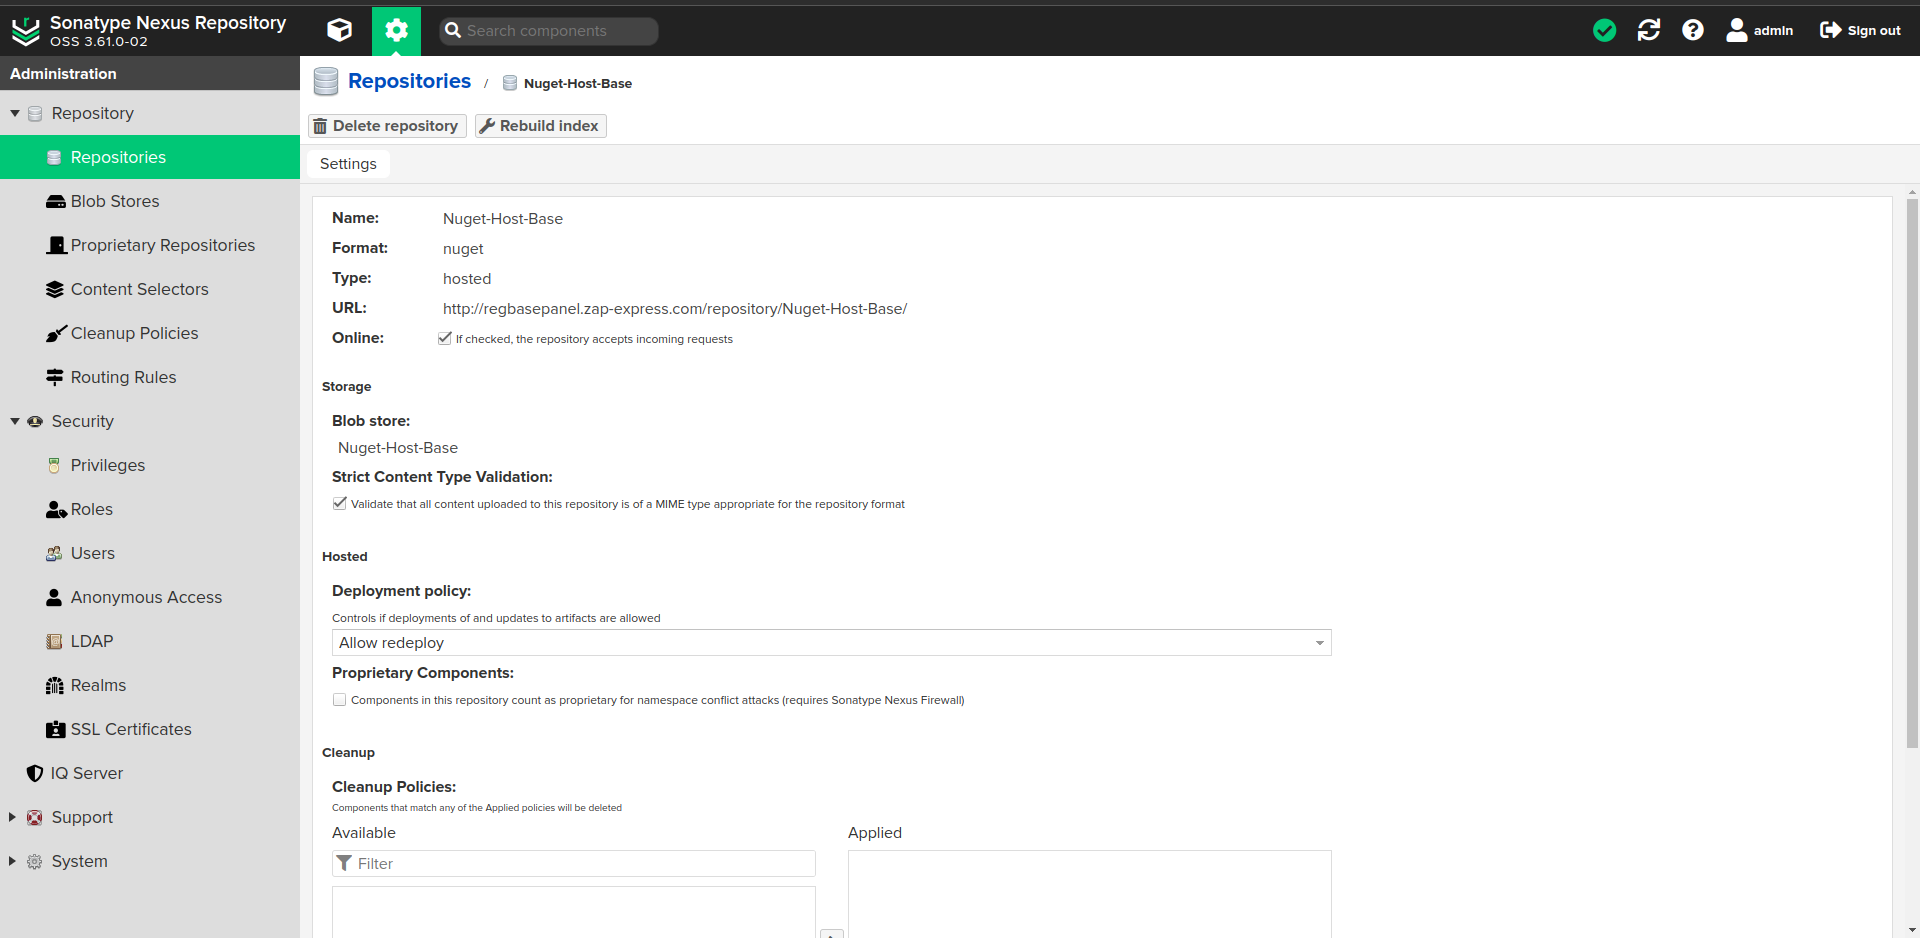 Sonatype Nexus Repository
OSS 3.61.0-02
Search components
admin
Sign out
Administration
Repository
Repositories
Blob Stores
Proprietary Repositories
Content Selectors
Cleanup Policies
Routing Rules
Security
Privileges
Roles
Users
Anonymous Access
LDAP
Realms
SSL Certificates
IQ Server
Support
System
Repositories / Nuget-Host-Base
Delete repository
Rebuild index
Settings
Name: Nuget-Host-Base
Format: nuget
Type: hosted
URL: http://regbasepanel.zap-express.com/repository/Nuget-Host-Base/
Online: If checked, the repository accepts incoming requests
Storage
Blob store:
Nuget-Host-Base
Strict Content Type Validation:
Validate that all content uploaded to this repository is of a MIME type appropriate for the repository format
Hosted
Deployment policy:
Controls if deployments of and updates to artifacts are allowed
Allow redeploy
Proprietary Components:
Components in this repository count as proprietary for namespace conflict attacks (requires Sonatype Nexus Firewall)
Cleanup
Cleanup Policies:
Components that match any of the Applied policies will be deleted
Available
Applied
Filter